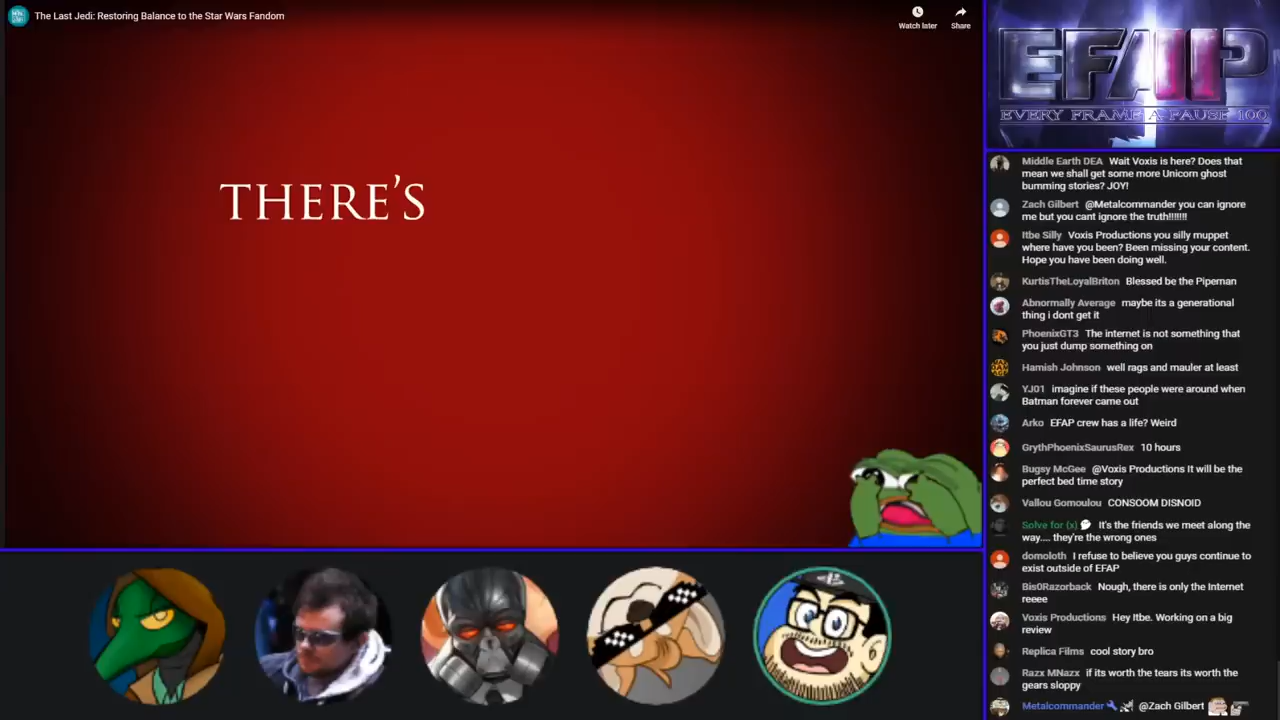 The Last Jedi: Restoring Balance to the Star Wars Fandom
Watch later
Share
THERE'S
EFAP
EVERY FRAME A PAUSE 100
Middle Earth DEA Wait Voxis is here? Does that
mean we shall get some more Unicorn ghost
bumming stories? JOY!
Zach Gilbert @Metalcommander you can ignore
me but you cant ignore the truth!!!!!!!
Itbe Silly Voxis Productions you silly muppet
where have you been? Been missing your content.
Hope you have been doing well.
KurtisTheLoyalBriton Blessed be the Pipeman
Abnormally Average maybe its a generational
thing i dont get it
PhoenixGT3 The internet is not something that
you just dump something on
Hamish Johnson well rags and mauler at least
YJ01 imagine if these people were around when
Batman forever came out
Arko EFAP crew has a life? Weird
GrythPhoenixSaurusRex 10 hours
Bugsy McGee @Voxis Productions It will be the
perfect bed time story
Vallou Gomoulou CONSOOM DISNOID
Solve for (x) It's the friends we meet along the
way.... they're the wrong ones
domoloth I refuse to believe you guys continue to
exist outside of EFAP
Bis0Razorback Nough, there is only the Internet
reeee
Voxis Productions Hey Itbe. Working on a big
review
Replica Films cool story bro
Razx MNazx if its worth the tears its worth the
gears sloppy
Metalcommander @Zach Gilbert